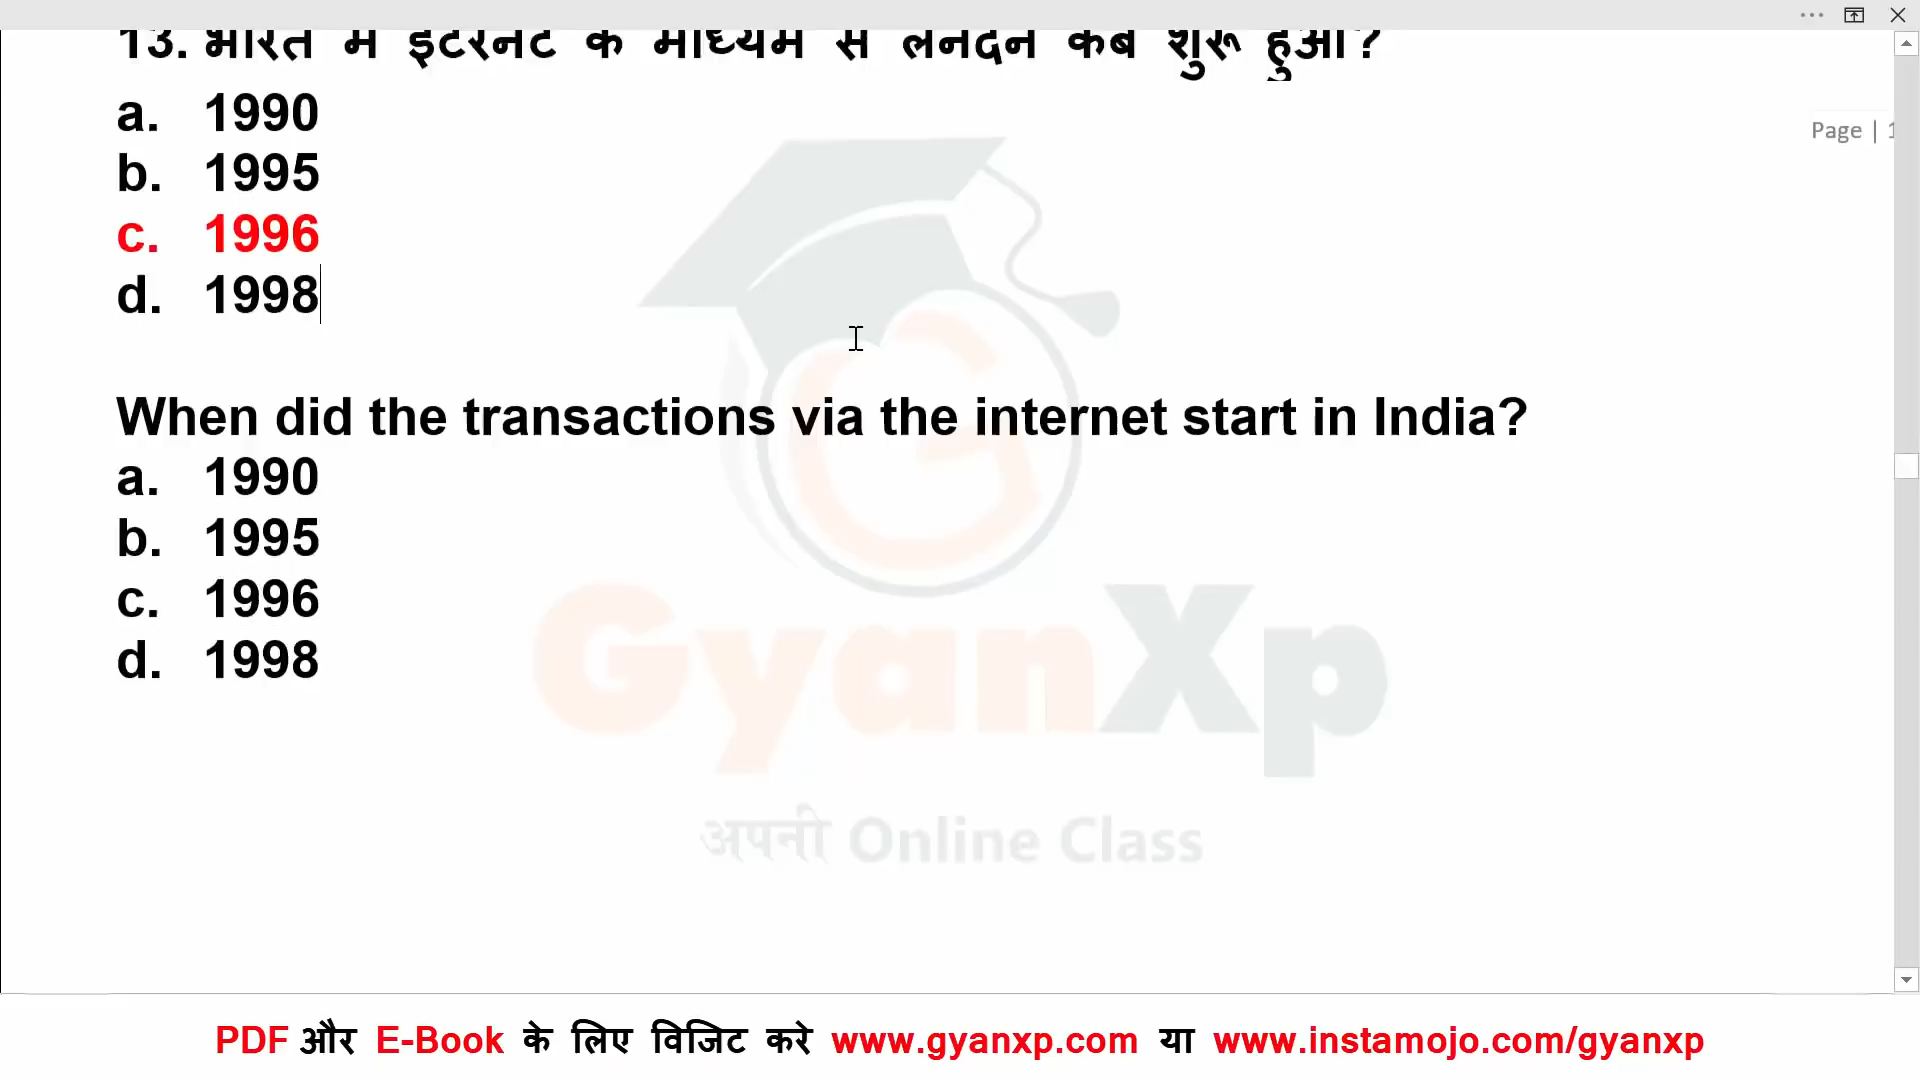 13. भारत में इंटरनेट के माध्यम से लेनदेन कब शुरू हुआ?
a. 1990
Page | 1
b. 1995
c. 1996
d. 1998
When did the transactions via the internet start in India?
a. 1990
b. 1995
c. 1996
d. 1998
GyanXp
अपनी Online Class
PDF और E-Book के लिए विजिट करे www.gyanxp.com या www.instamojo.com/gyanxp